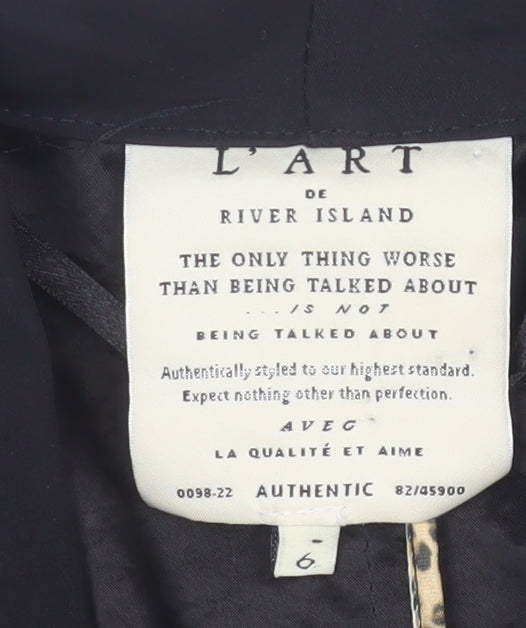 L' ART
DE
RIVER ISLAND
THE ONLY THING WORSE
THAN BEING TALKED ABOUT
...IS NOT
BEING TALKED ABOUT
Authentically styled to our highest standard.
Expect nothing other than perfection.
AVEC
LA QUALITÉ ET AIME
0098-22 AUTHENTIC 82/45900
6